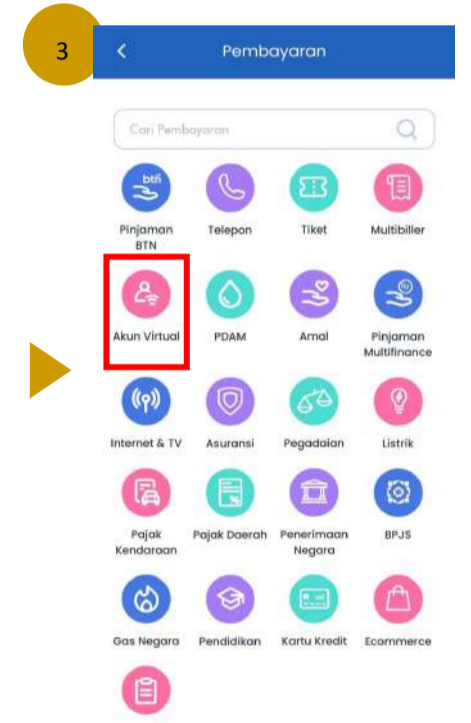 3
Pembayaran
Cari Pembayaran
btn
Pinjaman BTN
Telepon
Tiket
Multibiller
Akun Virtual
PDAM
Amal
Pinjaman Multifinance
Internet & TV
Asuransi
Pegadaian
Listrik
Pajak Kendaraan
Pajak Daerah
Penerimaan Negara
BPJS
Gas Negara
Pendidikan
Kartu Kredit
Ecommerce